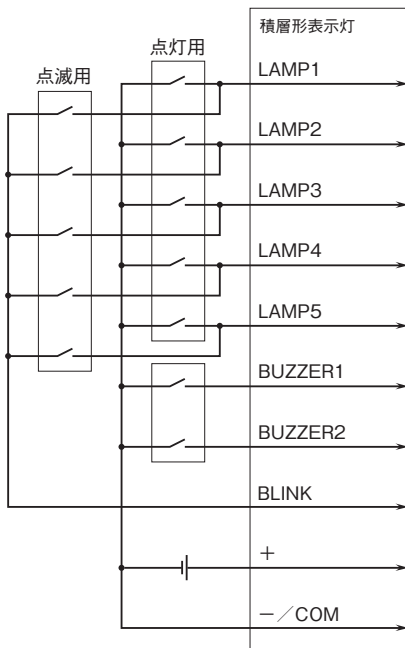 積層形表示灯
点灯用
点滅用
LAMP1
LAMP2
LAMP3
LAMP4
LAMP5
BUZZER1
BUZZER2
BLINK
+
−／COM